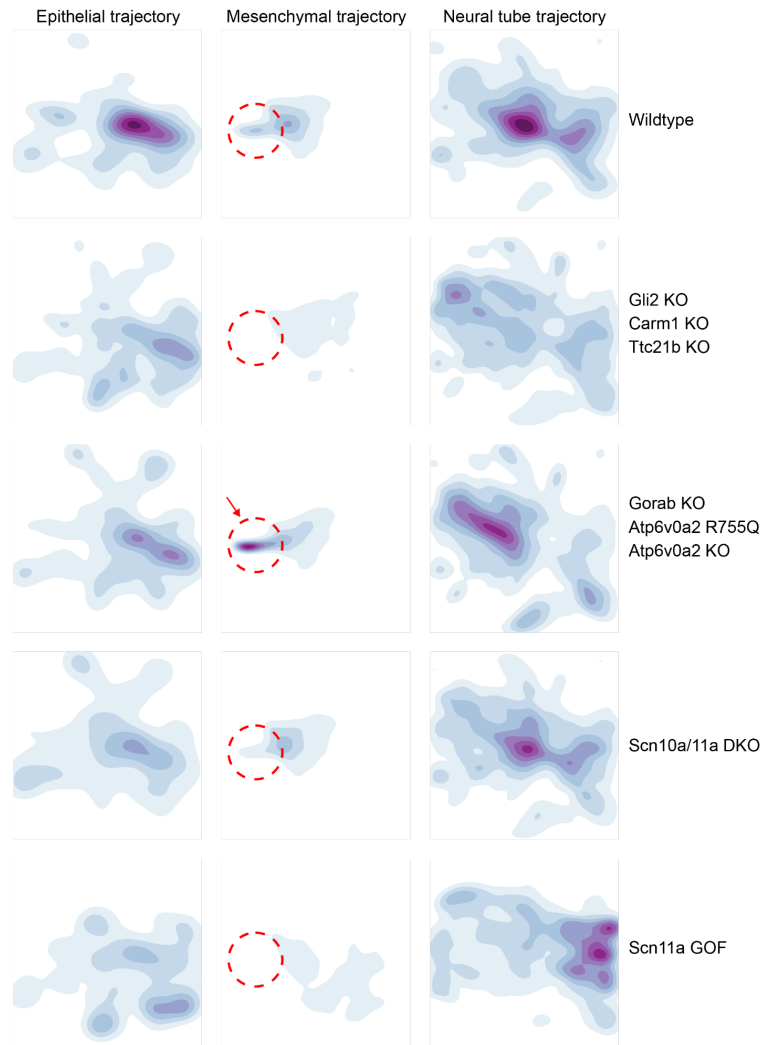 Epithelial trajectory
Mesenchymal trajectory
Neural tube trajectory
Wildtype
Gli2 KO
Carm1 KO
Ttc21b KO
Gorab KO
Atp6v0a2 R755Q
Atp6v0a2 KO
Scn10a/11a DKO
Scn11a GOF